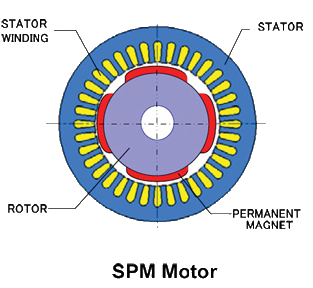 STATOR
WINDING
STATOR
ROTOR
PERMANENT
MAGNET
SPM Motor